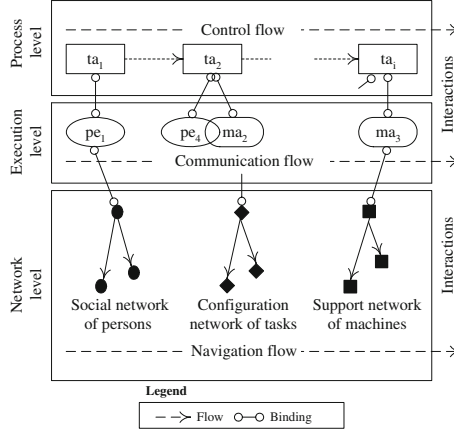 Process level
Control flow
ta1
ta2
tai
Interactions
Execution level
pe1
pe4
ma2
ma3
Communication flow
Network level
Social network of persons
Configuration network of tasks
Support network of machines
Interactions
Navigation flow
Legend
Flow
Binding